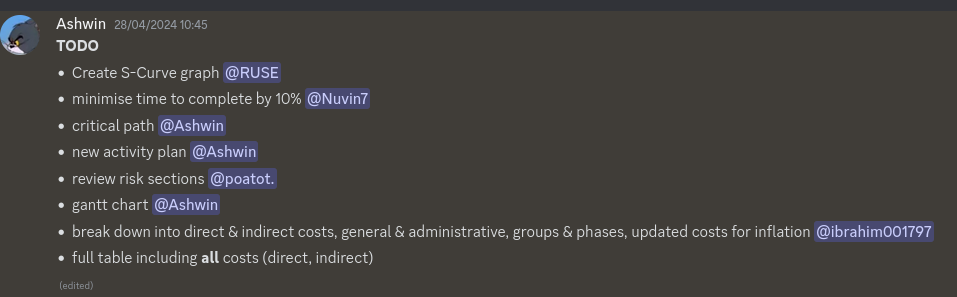 Ashwin 28/04/2024 10:45
TODO
• Create S-Curve graph @RUSE
• minimise time to complete by 10% @Nuvin7
• critical path @Ashwin
• new activity plan @Ashwin
• review risk sections @poatot.
• gantt chart @Ashwin
• break down into direct & indirect costs, general & administrative, groups & phases, updated costs for inflation @ibrahim001797
• full table including all costs (direct, indirect)
(edited)